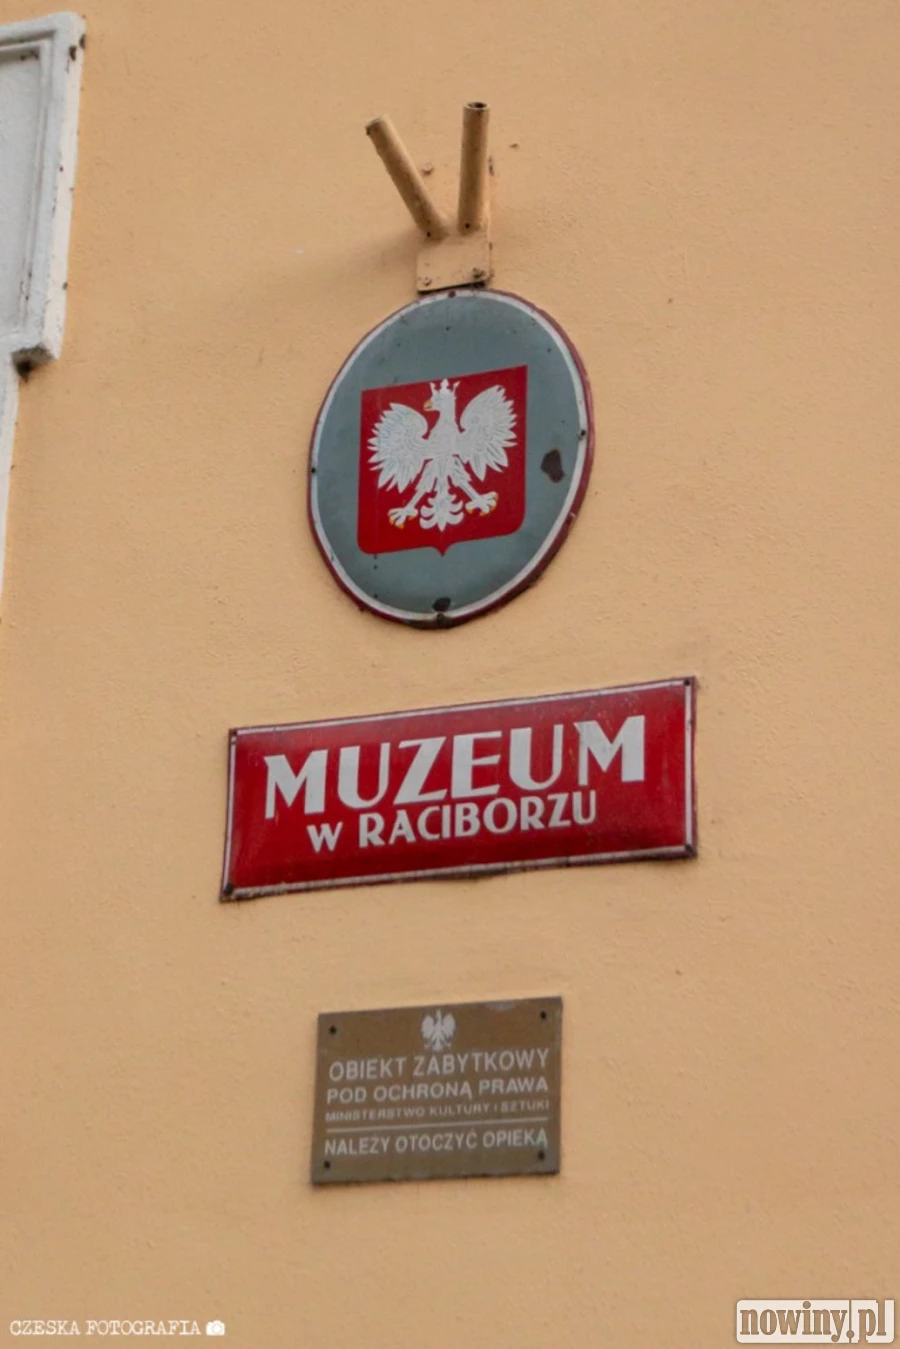 MUZEUM
W RACIBORZU
OBIEKT ZABYTKOWY
POD OCHRONĄ PRAWA
MINISTERSTWO KULTURY I SZTUKI
NALEŻY OTOCZYĆ OPIEKĄ
CZESKA FOTOGRAFIA
nowiny.pl